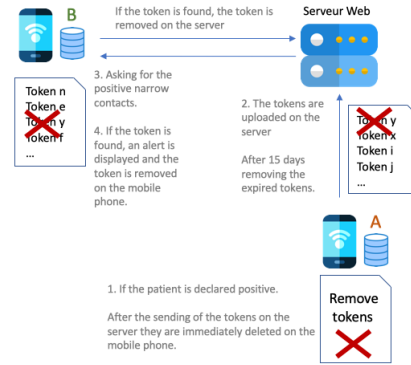 If the token is found, the token is
removed on the server
Serveur Web
B
Token n
Token e
Token y
Token f
...
3. Asking for the
positive narrow
contacts.
4. If the token is
found, an alert is
displayed and the
token is removed
on the mobile
phone.
2. The tokens are
uploaded on the
server
After 15 days
removing the
expired tokens.
Token y
Token x
Token i
Token j
...
A
1. If the patient is declared positive.
After the sending of the tokens on the
server they are immediately deleted on the
mobile phone.
Remove
tokens